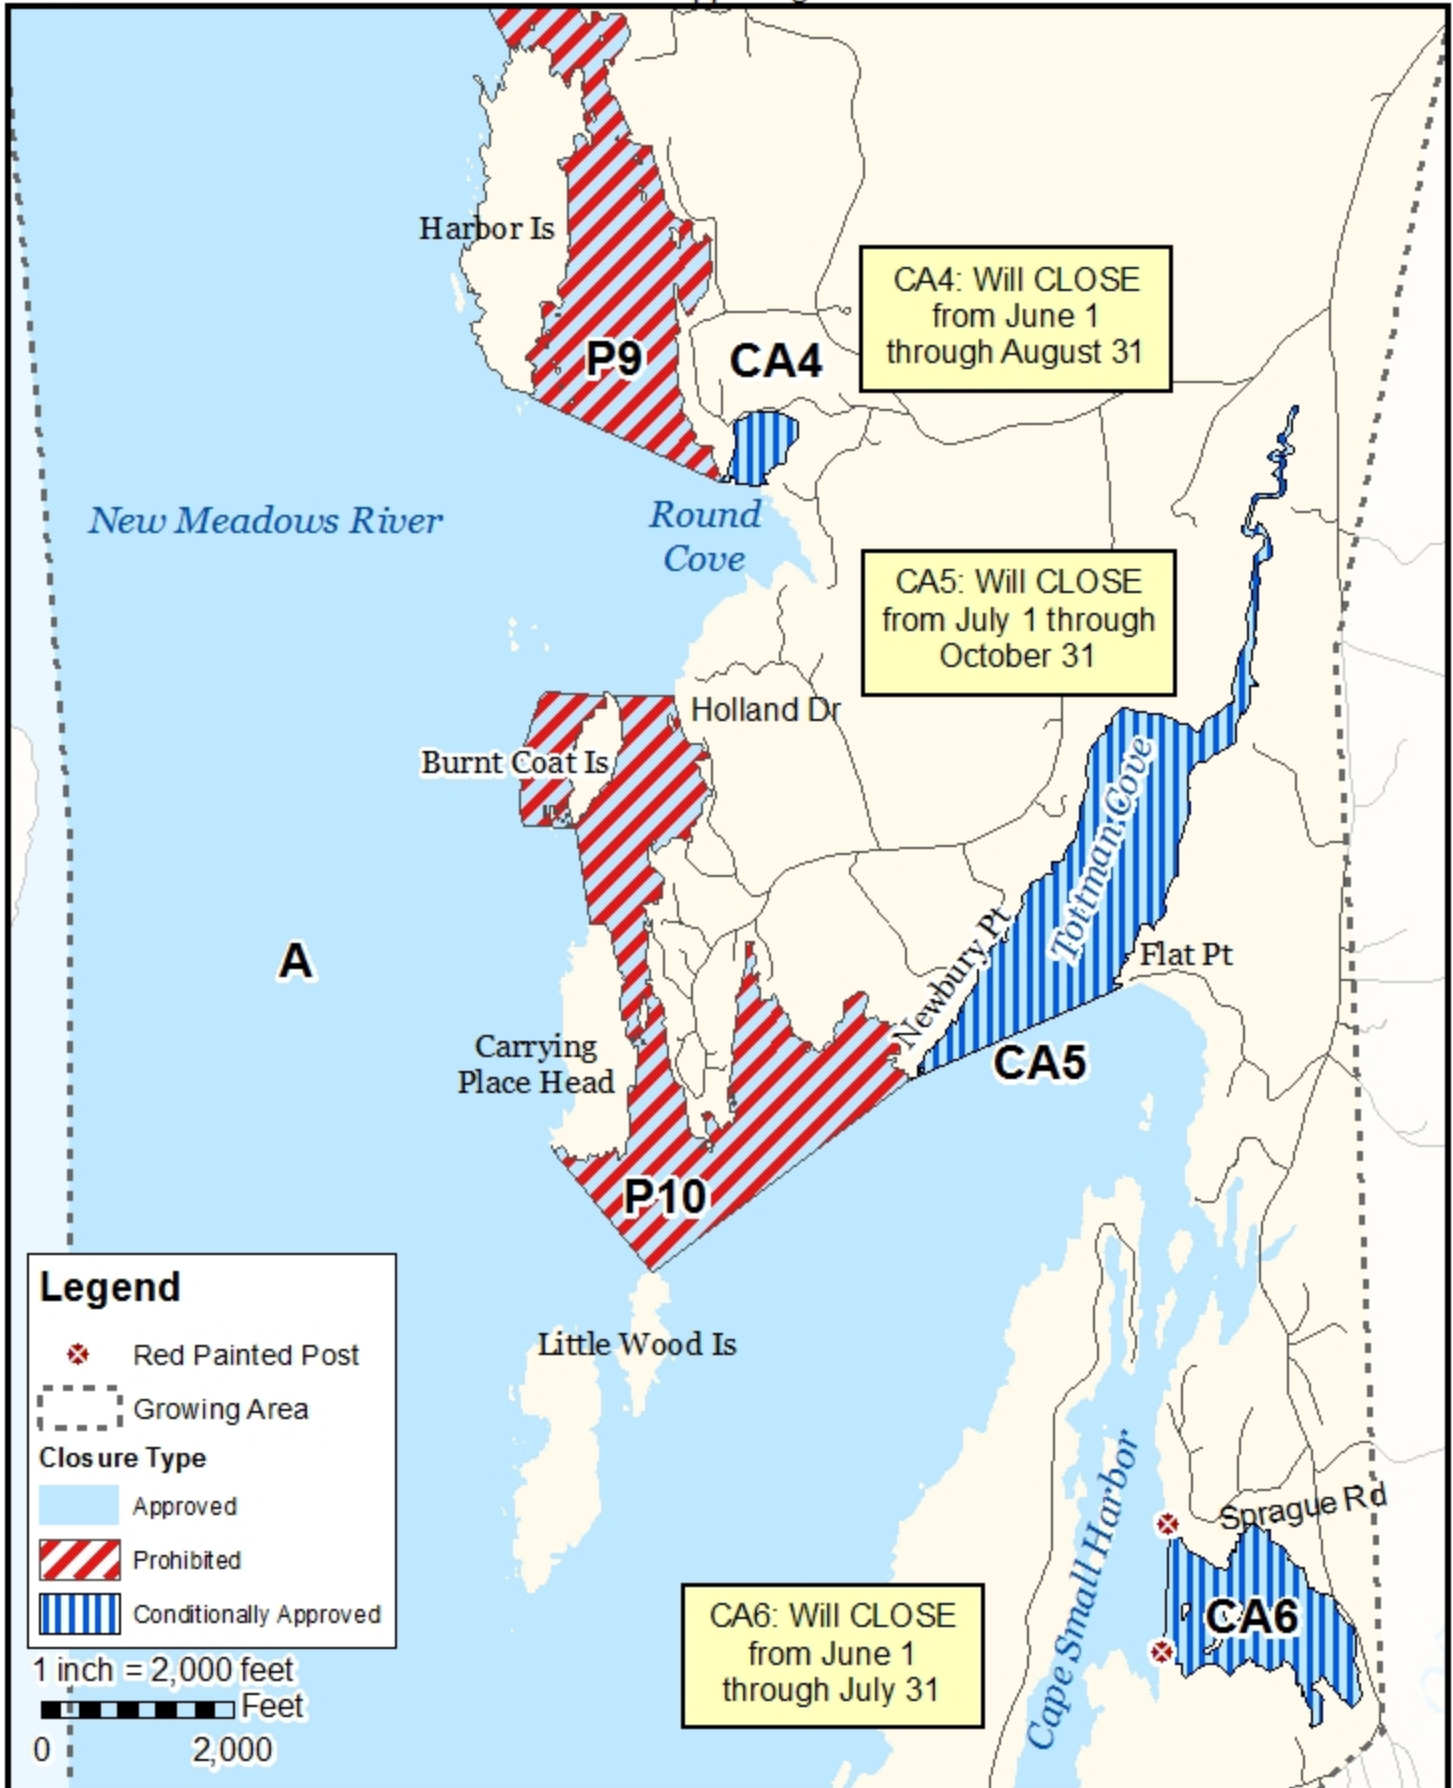 Harbor Is
P9
CA4
CA4: Will CLOSE
from June 1
through August 31
New Meadows River
Round
Cove
CA5: Will CLOSE
from July 1 through
October 31
Holland Dr
Burnt Coat Is
Tottman Cove
Newbury Pt
Flat Pt
A
Carrying
Place Head
CA5
P10
Little Wood Is
Legend
Red Painted Post
Growing Area
Closure Type
Approved
Prohibited
Conditionally Approved
1 inch = 2,000 feet
Feet
0 2,000
Cape Small Harbor
Sprague Rd
CA6
CA6: Will CLOSE
from June 1
through July 31